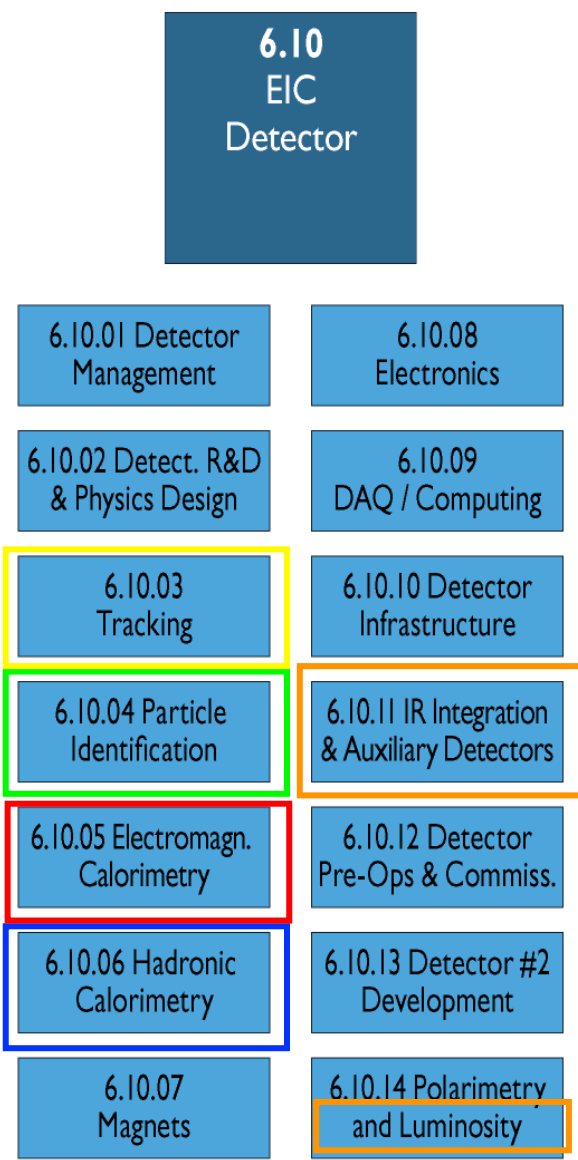 6.10
EIC
Detector
6.10.01 Detector
Management
6.10.02 Detect. R&D
& Physics Design
6.10.03
Tracking
6.10.04 Particle
Identification
6.10.05 Electromagn.
Calorimetry
6.10.06 Hadronic
Calorimetry
6.10.07
Magnets
6.10.08
Electronics
6.10.09
DAQ / Computing
6.10.10 Detector
Infrastructure
6.10.11 IR Integration
& Auxiliary Detectors
6.10.12 Detector
Pre-Ops & Commiss.
6.10.13 Detector #2
Development
6.10.14 Polarimetry
and Luminosity